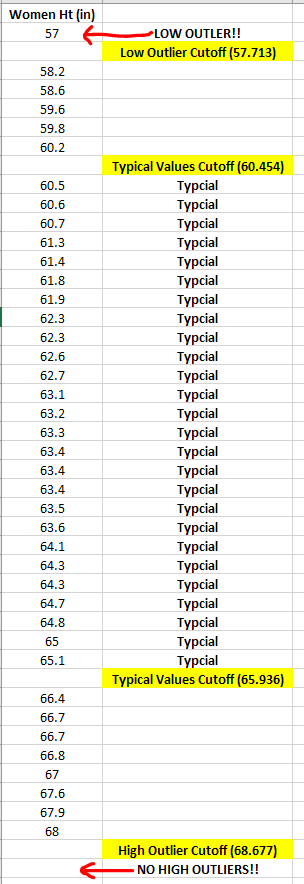 Women Ht (in)
57 LOW OUTLER!!
Low Outlier Cutoff (57.713)
58.2
58.6
59.6
59.8
60.2
Typical Values Cutoff (60.454)
60.5 Typcial
60.6 Typcial
60.7 Typcial
61.3 Typcial
61.4 Typcial
61.8 Typcial
61.9 Typcial
62.3 Typcial
62.3 Typcial
62.6 Typcial
62.7 Typcial
63.1 Typcial
63.2 Typcial
63.3 Typcial
63.4 Typcial
63.4 Typcial
63.4 Typcial
63.5 Typcial
63.6 Typcial
64.1 Typcial
64.3 Typcial
64.3 Typcial
64.7 Typcial
64.8 Typcial
65 Typcial
65.1 Typcial
Typical Values Cutoff (65.936)
66.4
66.7
66.7
66.8
67
67.6
67.9
68
High Outlier Cutoff (68.677)
NO HIGH OUTLIERS!!